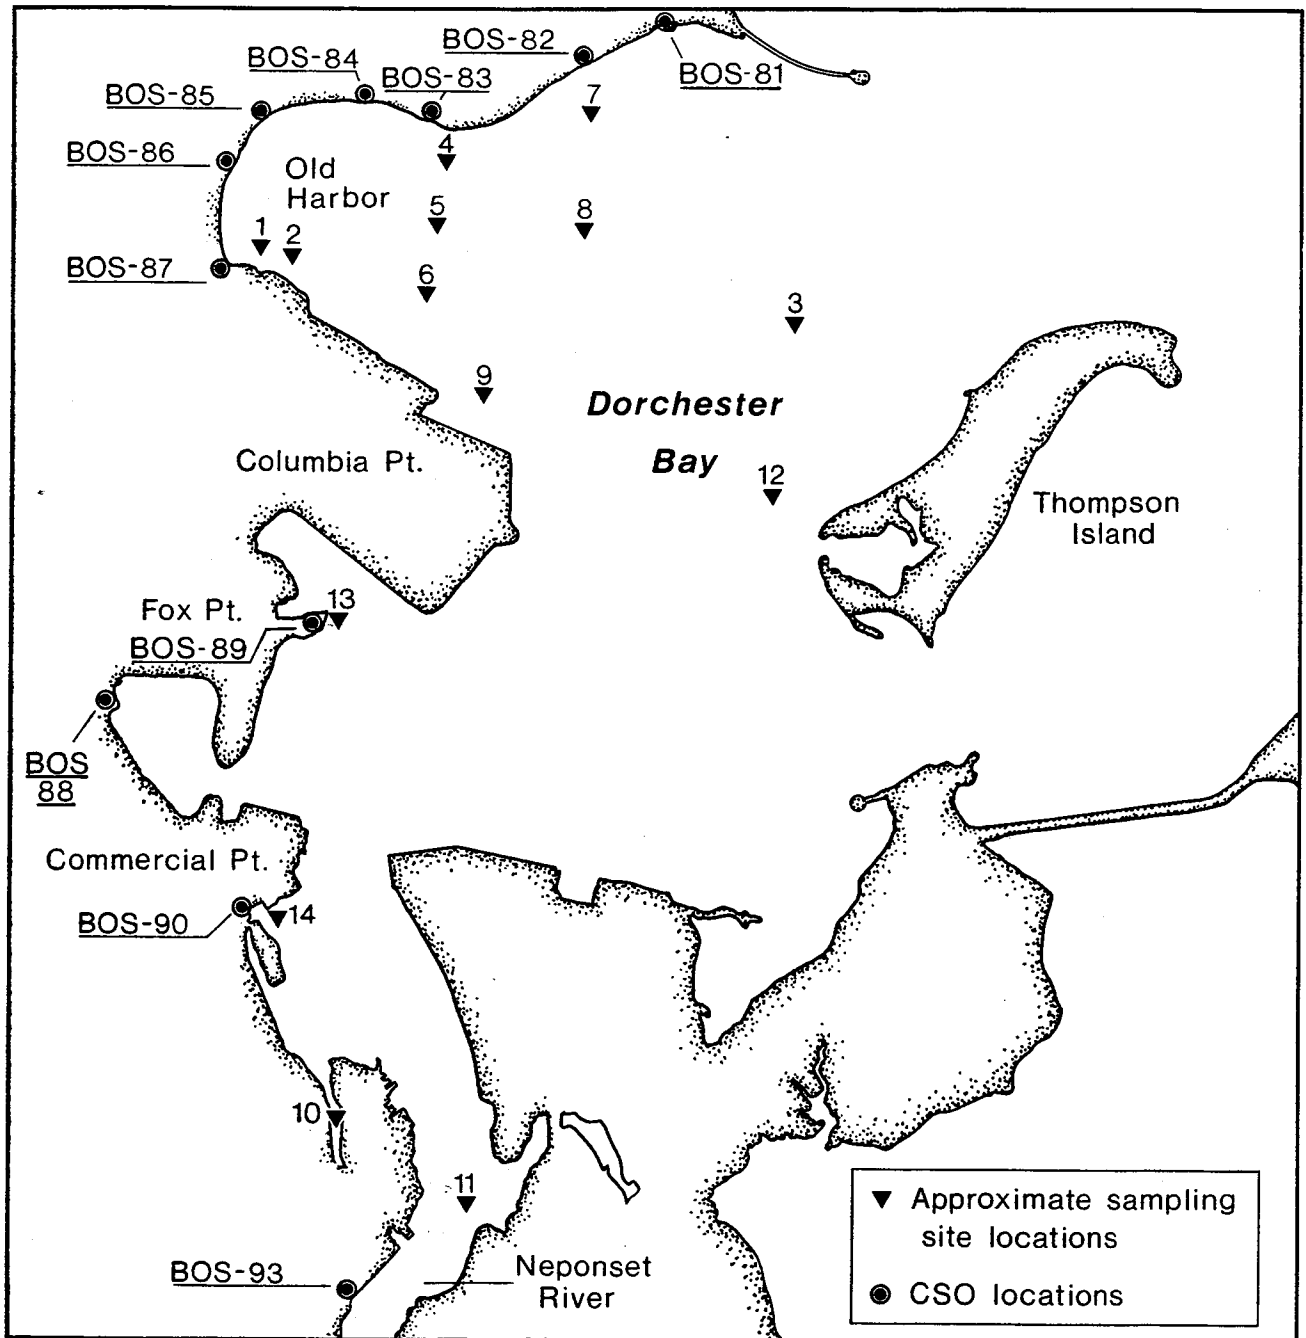 BOS-82
BOS-84
BOS-83
BOS-81
BOS-85
7
BOS-86
4
Old
Harbor
1
2
5
8
BOS-87
6
3
9
Dorchester
Bay
Columbia Pt.
12
Thompson
Island
Fox Pt.
13
BOS-89
BOS
88
Commercial Pt.
BOS-90
14
10
11
Neponset
River
BOS-93
Approximate sampling
site locations
CSO locations